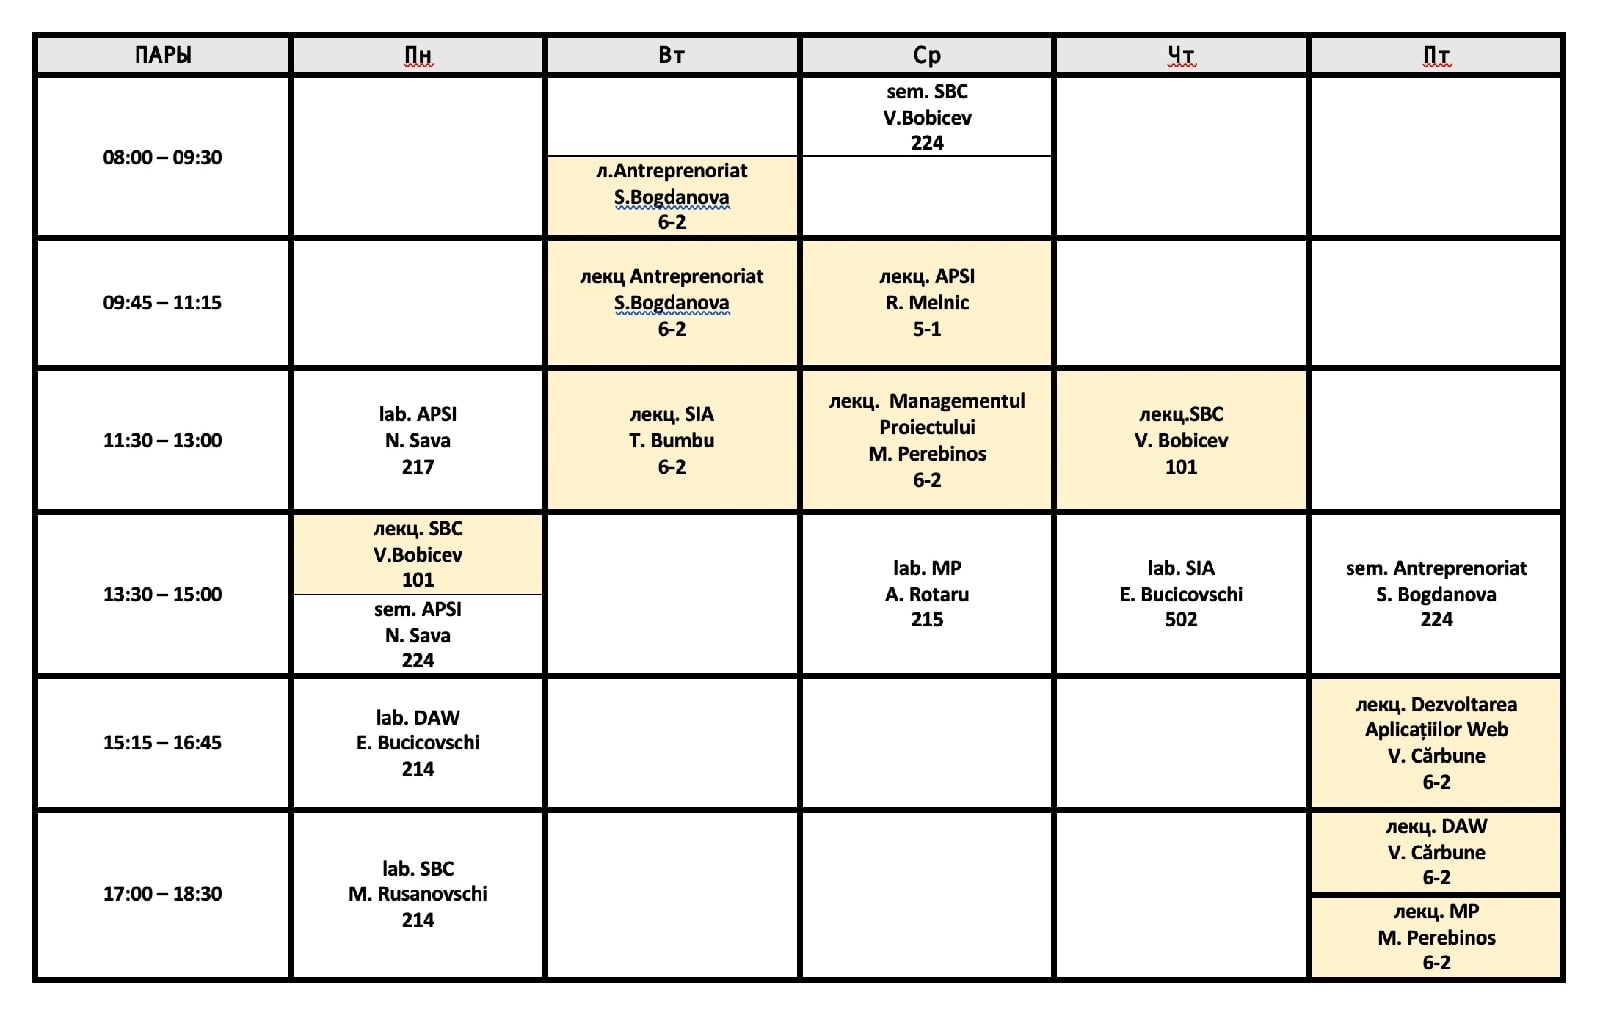 ПАРЫ
Пн
Вт
Ср
Чт
Пт
08:00 – 09:30
л.Antreprenoriat
S.Bogdanova
6-2
sem. SBC
V.Bobicev
224
09:45 – 11:15
лекц Antreprenoriat
S.Bogdanova
6-2
лекц. APSI
R. Melnic
5-1
11:30 – 13:00
lab. APSI
N. Sava
217
лекц. SIA
T. Bumbu
6-2
лекц. Managementul
Proiectului
M. Perebinos
6-2
лекц.SBC
V. Bobicev
101
13:30 – 15:00
лекц. SBC
V.Bobicev
101
sem. APSI
N. Sava
224
lab. MP
A. Rotaru
215
lab. SIA
E. Bucicovschi
502
sem. Antreprenoriat
S. Bogdanova
224
15:15 – 16:45
lab. DAW
E. Bucicovschi
214
лекц. Dezvoltarea
Aplicațiilor Web
V. Cărbune
6-2
17:00 – 18:30
lab. SBC
M. Rusanovschi
214
лекц. DAW
V. Cărbune
6-2
лекц. MP
M. Perebinos
6-2